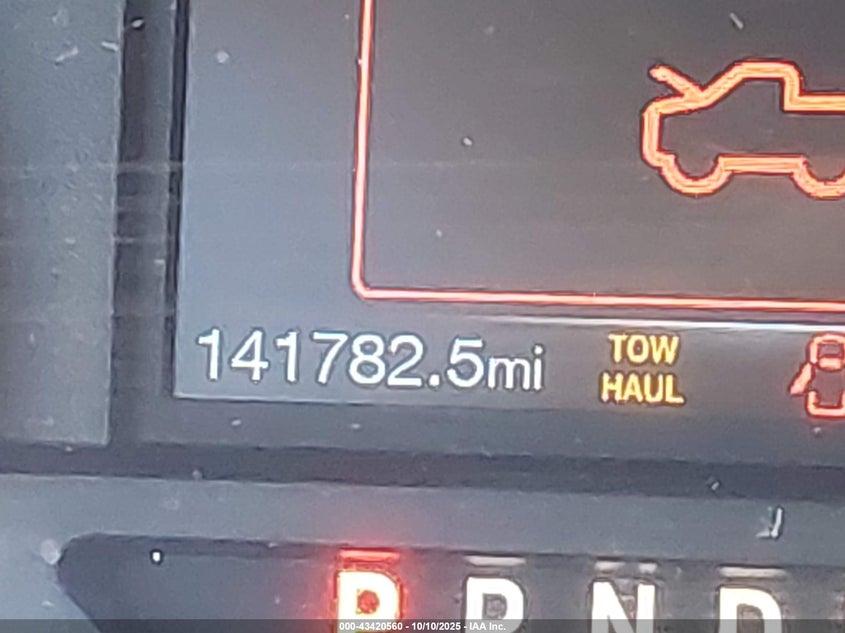 141782.5mi
TOW
HAUL
P R N D
000-43420560 - 10/10/2025 - IAA Inc.